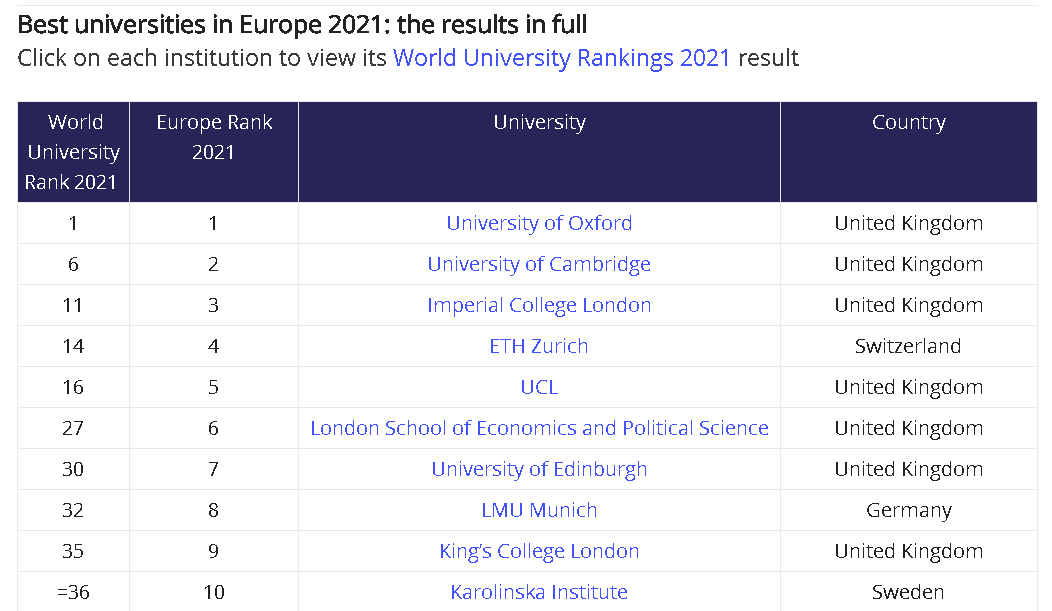 Best universities in Europe 2021: the results in full
Click on each institution to view its World University Rankings 2021 result
World University Rank 2021 Europe Rank 2021 University Country
1 1 University of Oxford United Kingdom
6 2 University of Cambridge United Kingdom
11 3 Imperial College London United Kingdom
14 4 ETH Zurich Switzerland
16 5 UCL United Kingdom
27 6 London School of Economics and Political Science United Kingdom
30 7 University of Edinburgh United Kingdom
32 8 LMU Munich Germany
35 9 King’s College London United Kingdom
=36 10 Karolinska Institute Sweden